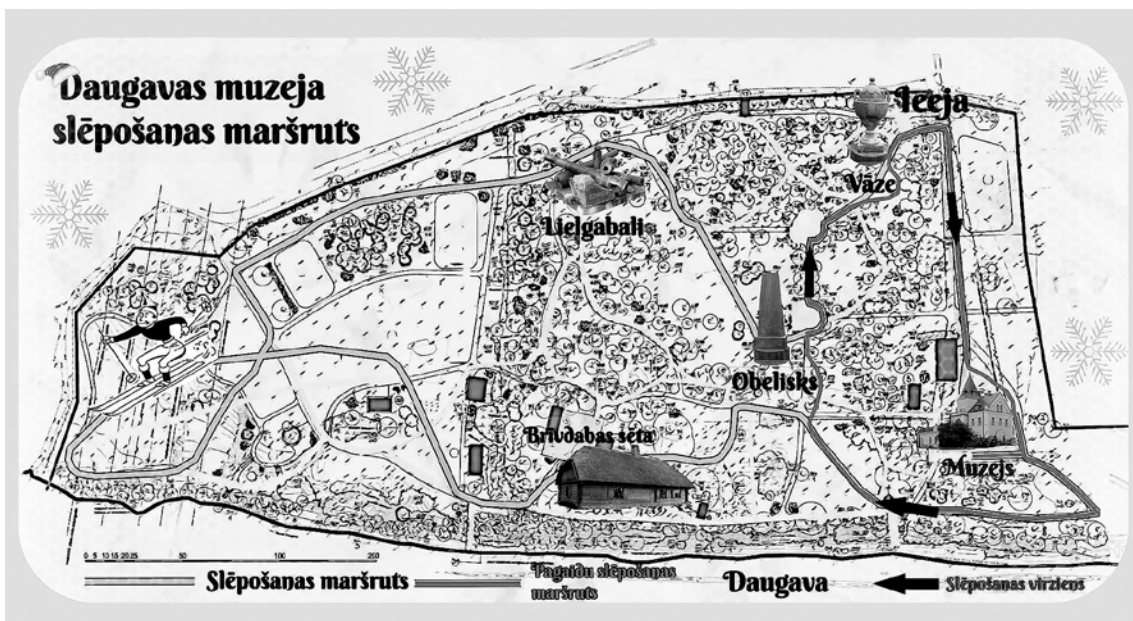 Daugavas muzeja
slēpošanas maršruts
Ieeja
Vāze
Lielgabali
Obelisks
Brīvdabas sēta
Muzejs
0 5 10 15 20 25 50 100 200
Slēpošanas maršruts
Pagaidu slēpošanas
maršruts
Daugava
Slēpošanas virziens